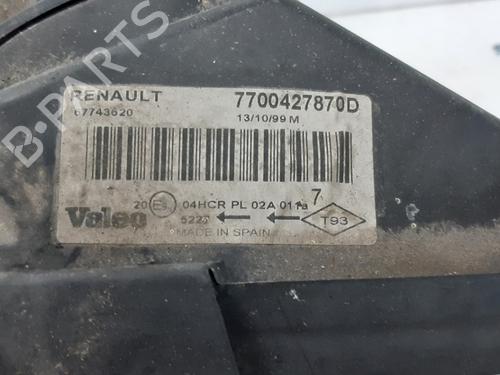 B-PARTS
RENAULT 7700427870D
67743620 13/10/99 M
20 E9 04HCR PL 02A 0117a 7
Valeo 5227 T93
MADE IN SPAIN